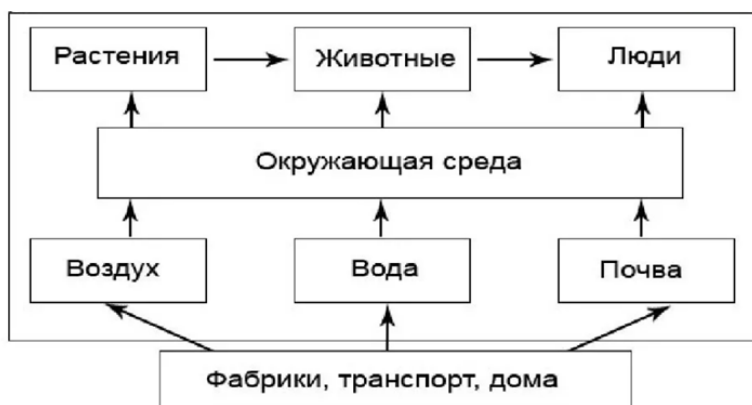 Растения
Животные
Люди
Окружающая среда
Воздух
Вода
Почва
Фабрики, транспорт, дома